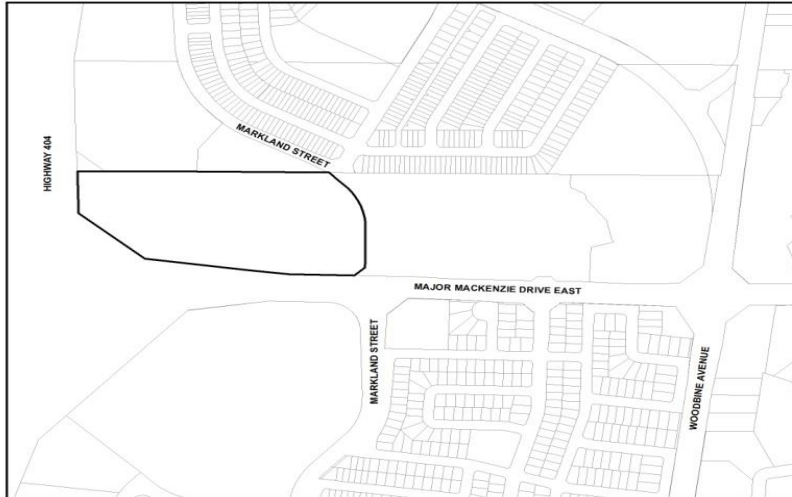 MARKLAND STREET
HIGHWAY 404
MAJOR MACKENZIE DRIVE EAST
MARKLAND STREET
WOODBINE AVENUE